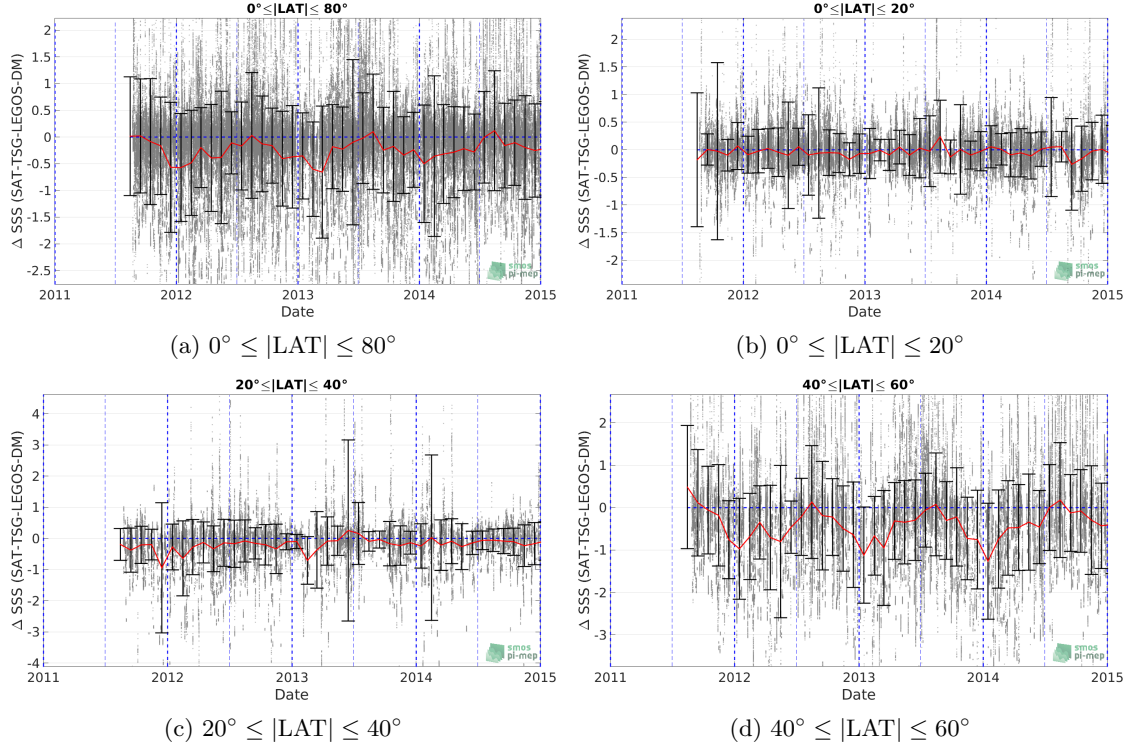 0°≤|LAT|≤ 80°
Δ SSS (SAT-TSG-LEGOS-DM)
2
1.5
1
0.5
0
-0.5
-1
-1.5
-2
-2.5
2011 2012 2013 2014 2015
Date
smos
pi-mep
(a) 0° ≤ |LAT| ≤ 80°
0°≤|LAT|≤ 20°
Δ SSS (SAT-TSG-LEGOS-DM)
2
1.5
1
0.5
0
-0.5
-1
-1.5
-2
2011 2012 2013 2014 2015
Date
smos
pi-mep
(b) 0° ≤ |LAT| ≤ 20°
20°≤|LAT|≤ 40°
Δ SSS (SAT-TSG-LEGOS-DM)
4
3
2
1
0
-1
-2
-3
-4
2011 2012 2013 2014 2015
Date
smos
pi-mep
(c) 20° ≤ |LAT| ≤ 40°
40°≤|LAT|≤ 60°
Δ SSS (SAT-TSG-LEGOS-DM)
2
1
0
-1
-2
-3
2011 2012 2013 2014 2015
Date
smos
pi-mep
(d) 40° ≤ |LAT| ≤ 60°